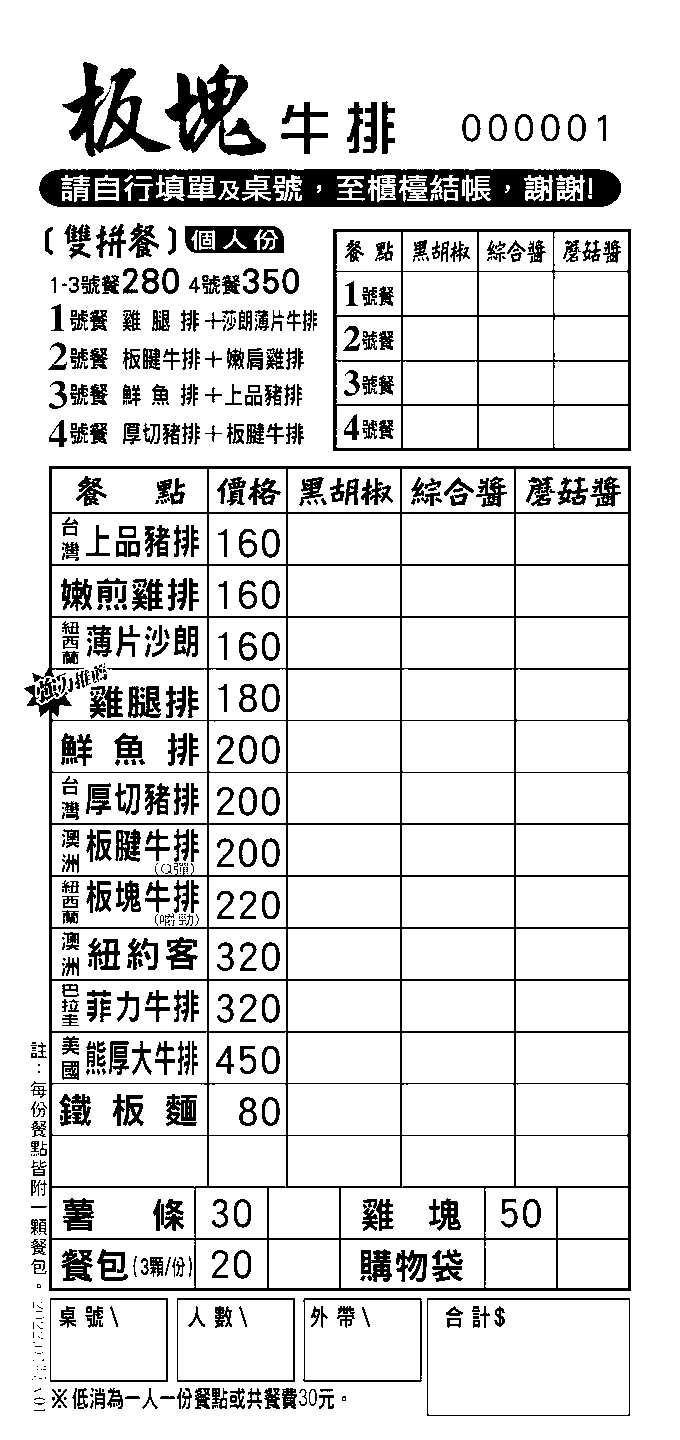 板塊牛排 000001
請自行填單及桌號，至櫃檯結帳，謝謝!
〔雙拼餐〕個人份
1-3號餐280 4號餐350
1號餐 雞腿排+莎朗薄片牛排
2號餐 板腱牛排+嫩肩雞排
3號餐 鮮魚排+上品豬排
4號餐 厚切豬排+板腱牛排
餐點 黑胡椒 綜合醬 蘑菇醬
1號餐
2號餐
3號餐
4號餐
餐點 價格 黑胡椒 綜合醬 蘑菇醬
台灣 上品豬排 160
嫩煎雞排 160
紐西蘭 薄片沙朗 160
強力推薦 雞腿排 180
鮮魚排 200
台灣 厚切豬排 200
澳洲 板腱牛排 (Q彈) 200
紐西蘭 板塊牛排 (嚼勁) 220
澳洲 紐約客 320
巴拉圭 菲力牛排 320
美國 熊厚大牛排 450
鐵板麵 80
薯條 30 雞塊 50
餐包(3顆/份) 20 購物袋
註：每份餐點皆附一顆餐包。
桌號\ 人數\ 外帶\ 合計$
※低消為一人一份餐點或共餐費30元。